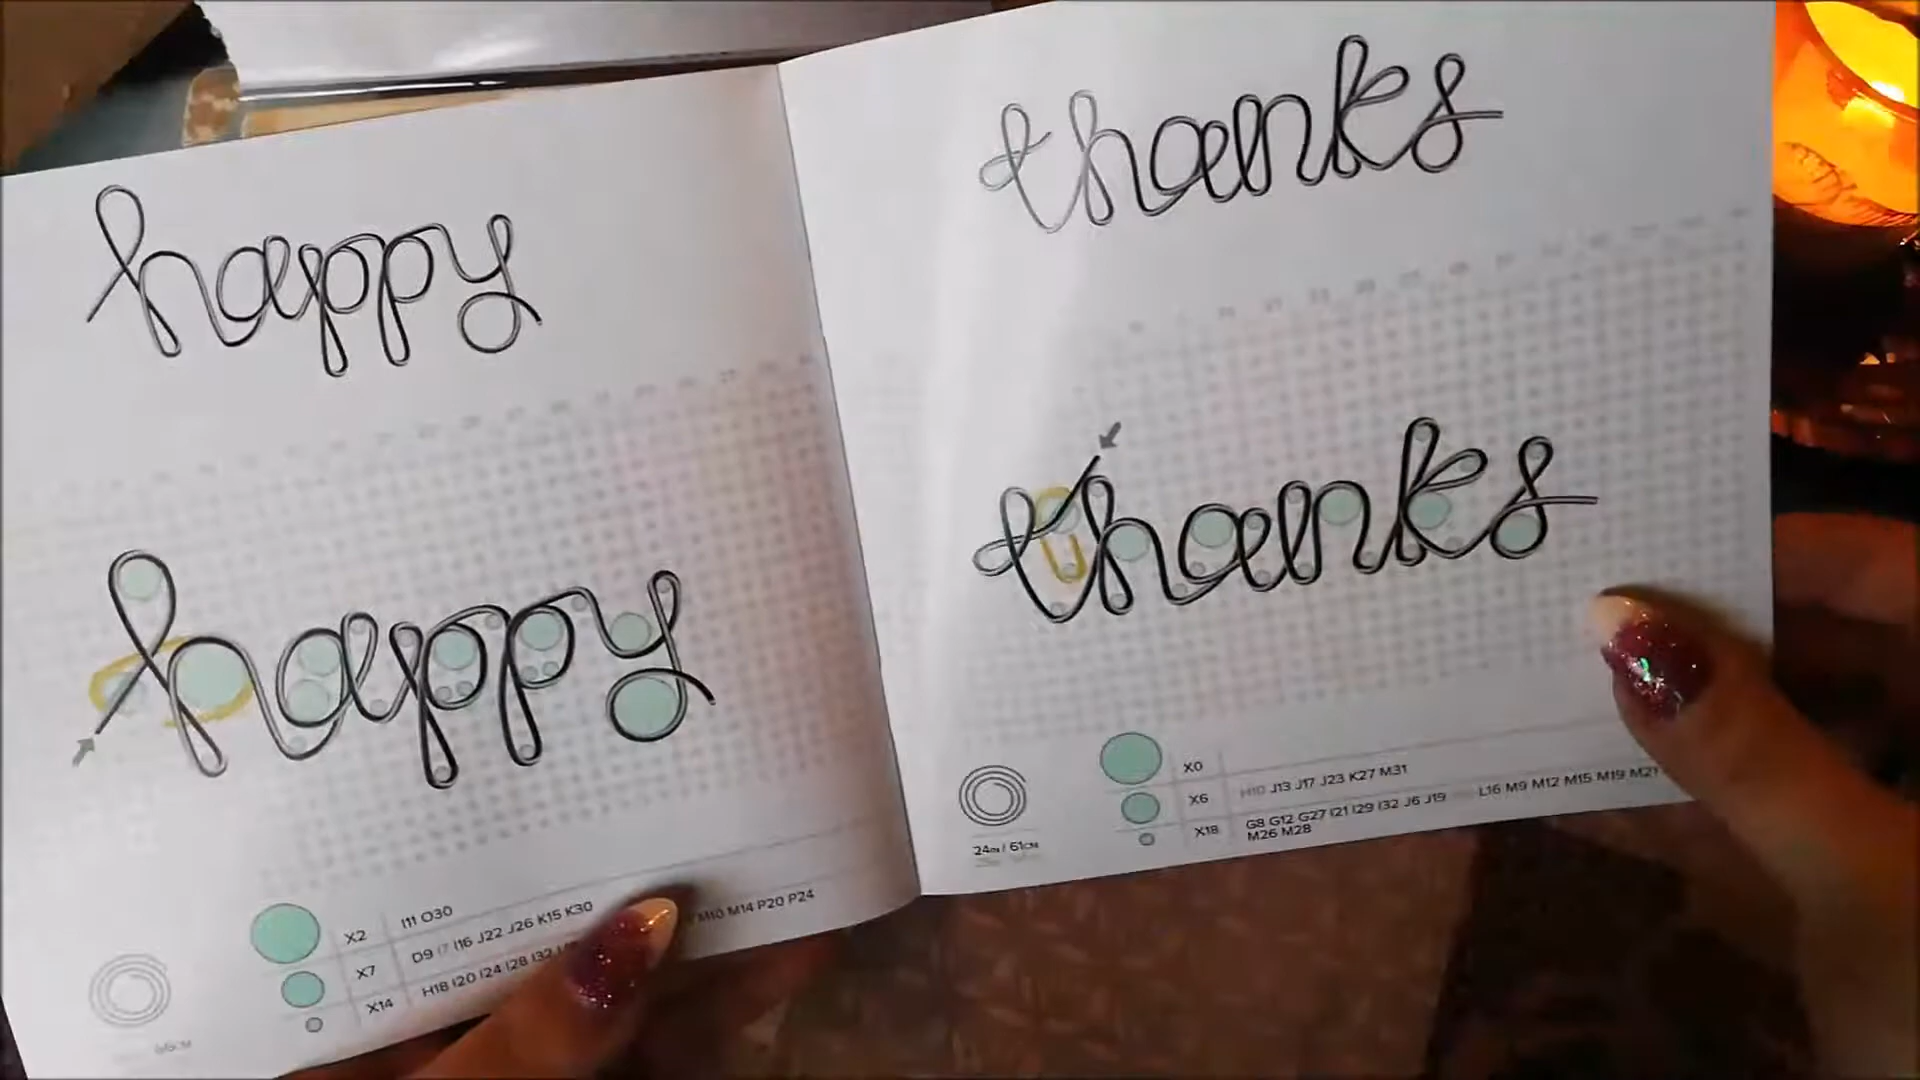 happy
happy
X2 I11 O30
X7 D9 I7 I16 J22 J26 K15 K30
X14 H18 I20 I24 I28 I32 M10 M14 P20 P24
66CM
thanks
thanks
X0
X6 H10 J13 J17 J23 K27 M31
X18 G8 G12 G27 I21 I29 I32 J6 J19 L16 M9 M12 M15 M19 M21
M26 M28
24IN / 61CM